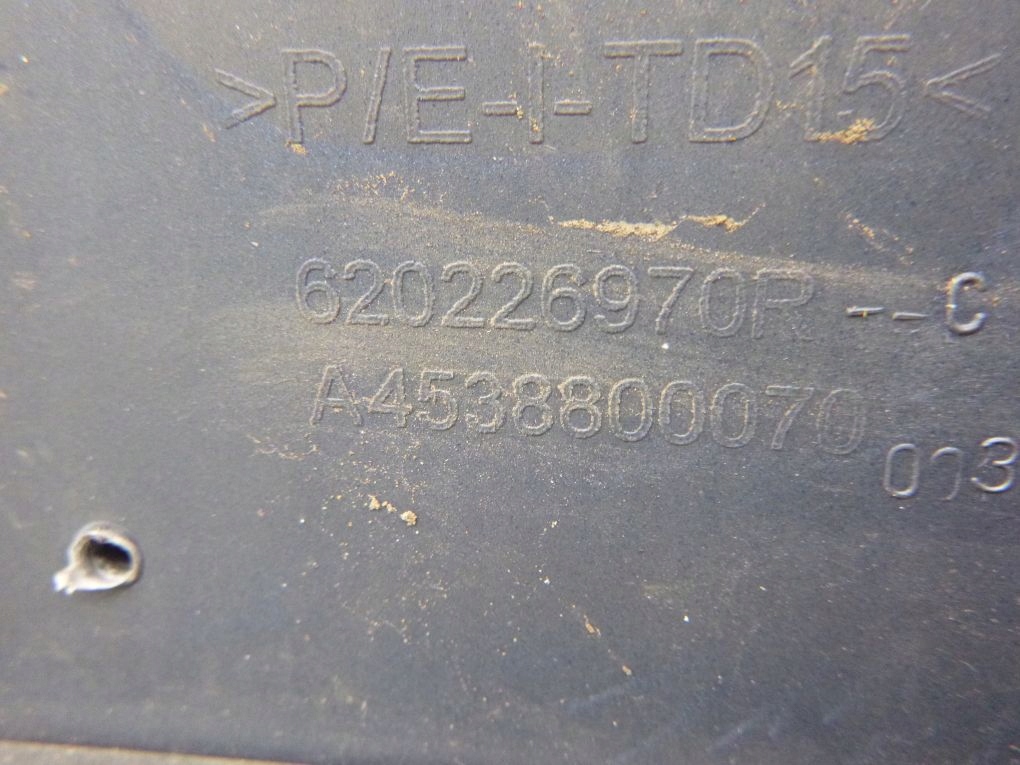 >P/E-I-TD15<
620226970R --C
A4538800070 003